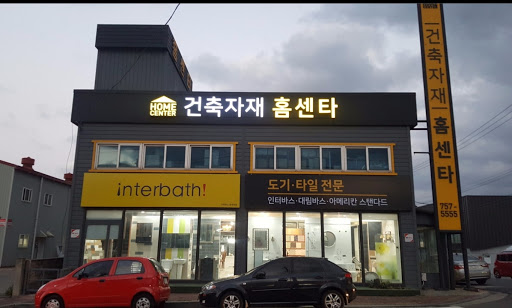 HOME
CENTER
건축자재 홈센타
interbath!
도기·타일 전문
인터바스·대림바스·아메리칸 스탠다드
건축자재 홈센타
757-
5555